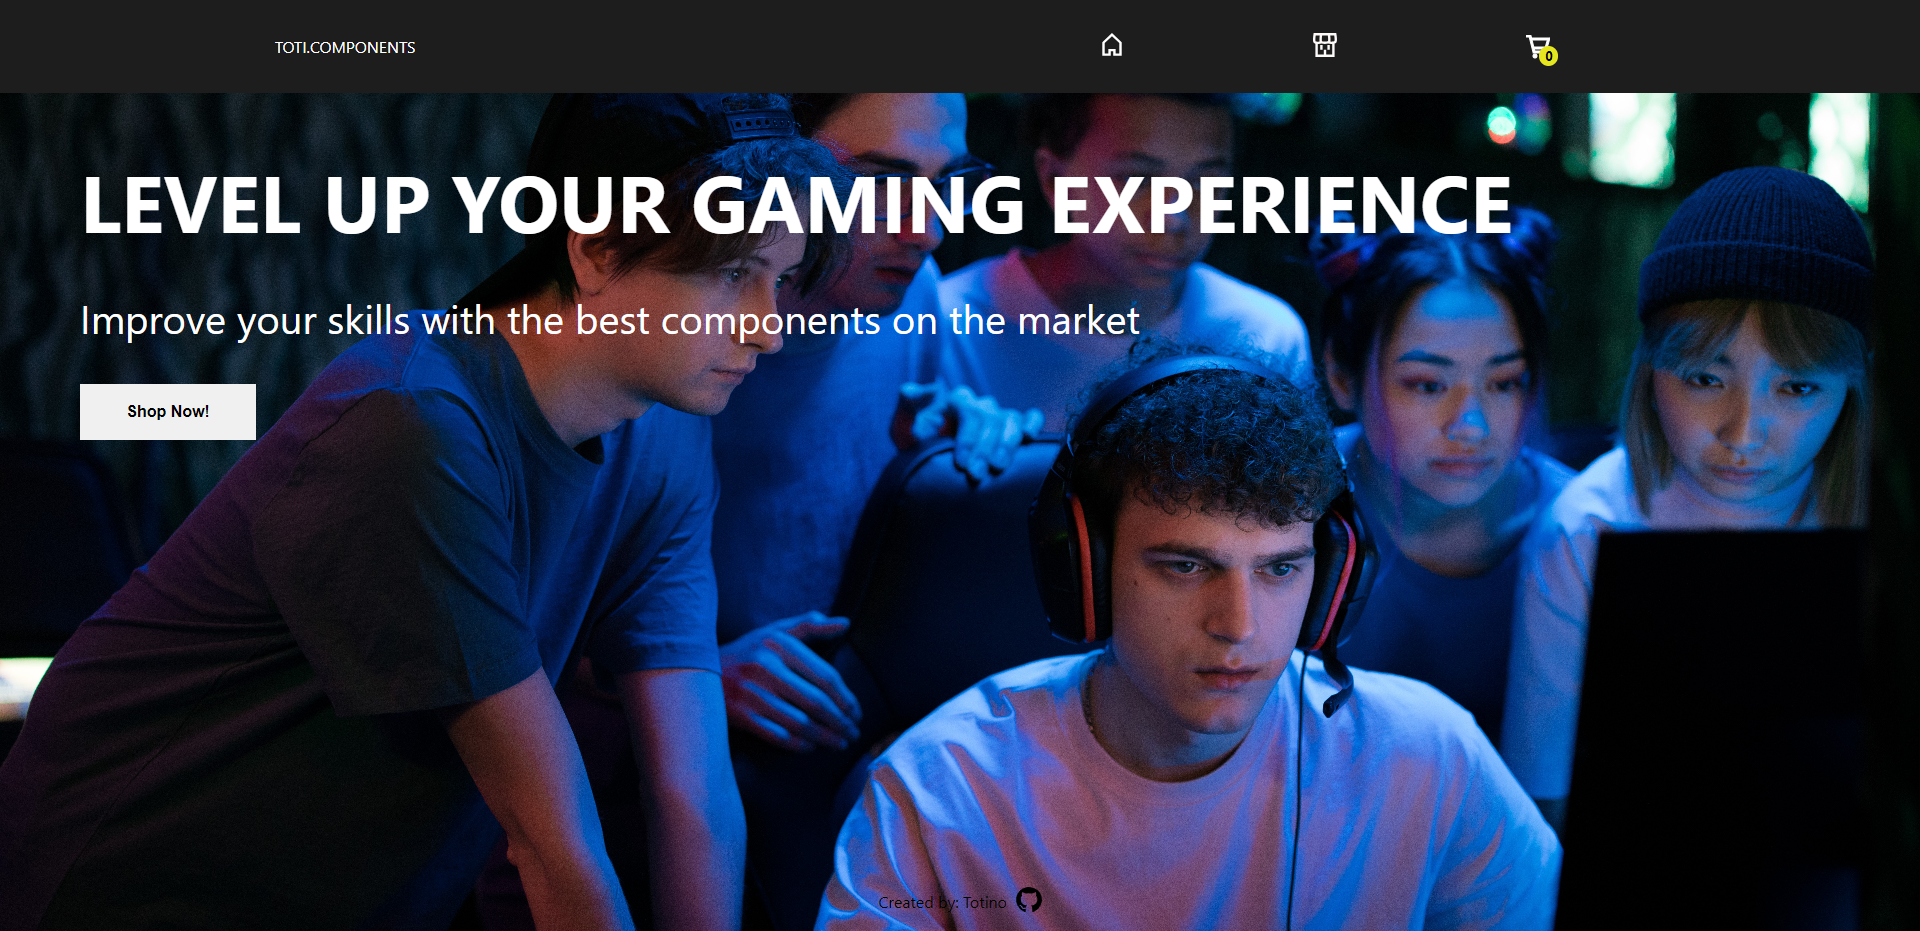 TOTI.COMPONENTS
0
LEVEL UP YOUR GAMING EXPERIENCE
Improve your skills with the best components on the market
Shop Now!
Created by: Totino